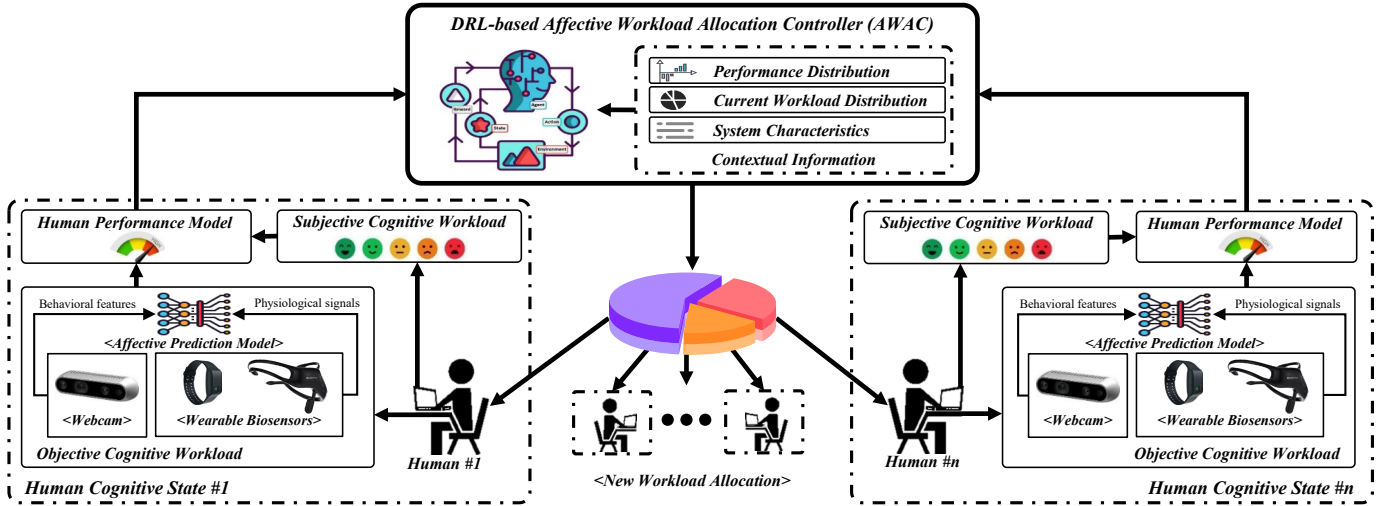 DRL-based Affective Workload Allocation Controller (AWAC)
Reward
State
Agent
Action
Environment
Performance Distribution
Current Workload Distribution
System Characteristics
Contextual Information
Human Performance Model
Subjective Cognitive Workload
Behavioral features
Physiological signals
<Affective Prediction Model>
<Webcam>
<Wearable Biosensors>
Objective Cognitive Workload
Human #1
Human Cognitive State #1
<New Workload Allocation>
Subjective Cognitive Workload
Human Performance Model
Behavioral features
Physiological signals
<Affective Prediction Model>
<Webcam>
<Wearable Biosensors>
Objective Cognitive Workload
Human #n
Human Cognitive State #n